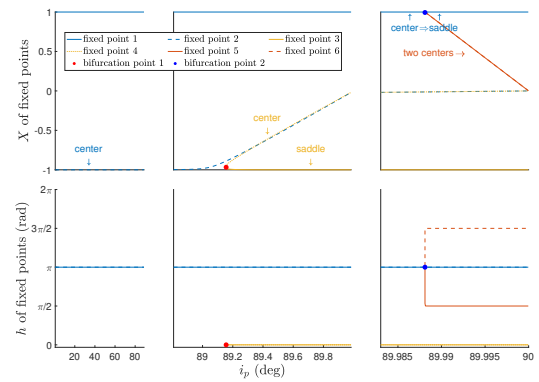 1
0.5
0
-0.5
-1
X of fixed points
fixed point 1 fixed point 2 fixed point 3
fixed point 4 fixed point 5 fixed point 6
bifurcation point 1 bifurcation point 2
center
↓
center
↓
saddle
↓
↑ ↑
center⇒saddle
two centers→
2π
3π/2
π
π/2
0
h of fixed points (rad)
20 40 60 80
89 89.2 89.4 89.6 89.8
89.985 89.99 89.995 90
i_p (deg)